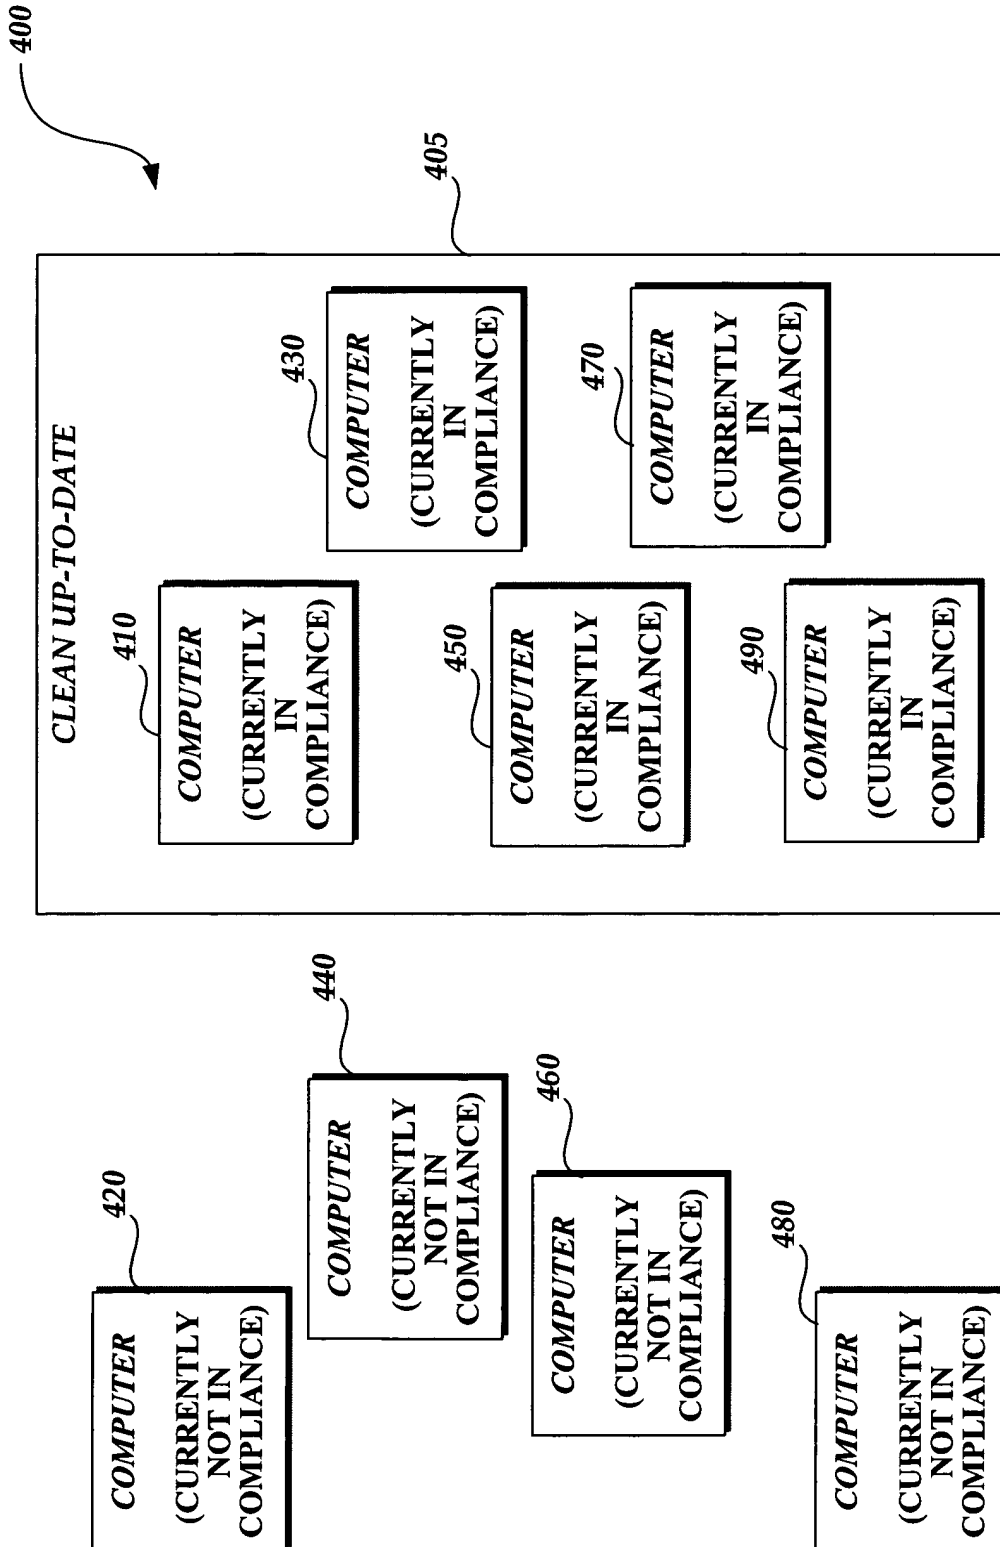 400
405
CLEAN UP-TO-DATE
410
COMPUTER
(CURRENTLY
IN
COMPLIANCE)
430
COMPUTER
(CURRENTLY
IN
COMPLIANCE)
450
COMPUTER
(CURRENTLY
IN
COMPLIANCE)
470
COMPUTER
(CURRENTLY
IN
COMPLIANCE)
490
COMPUTER
(CURRENTLY
IN
COMPLIANCE)
420
COMPUTER
(CURRENTLY
NOT IN
COMPLIANCE)
440
COMPUTER
(CURRENTLY
NOT IN
COMPLIANCE)
460
COMPUTER
(CURRENTLY
NOT IN
COMPLIANCE)
480
COMPUTER
(CURRENTLY
NOT IN
COMPLIANCE)